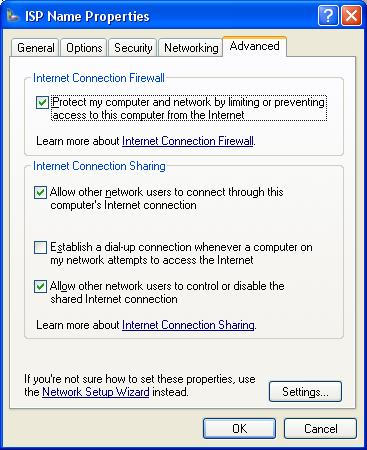 ISP Name Properties
General Options Security Networking Advanced
Internet Connection Firewall
Protect my computer and network by limiting or preventing
access to this computer from the Internet
Learn more about Internet Connection Firewall.
Internet Connection Sharing
Allow other network users to connect through this
computer's Internet connection
Establish a dial-up connection whenever a computer on
my network attempts to access the Internet
Allow other network users to control or disable the
shared Internet connection
Learn more about Internet Connection Sharing.
If you're not sure how to set these properties, use
the Network Setup Wizard instead.
Settings...
OK Cancel